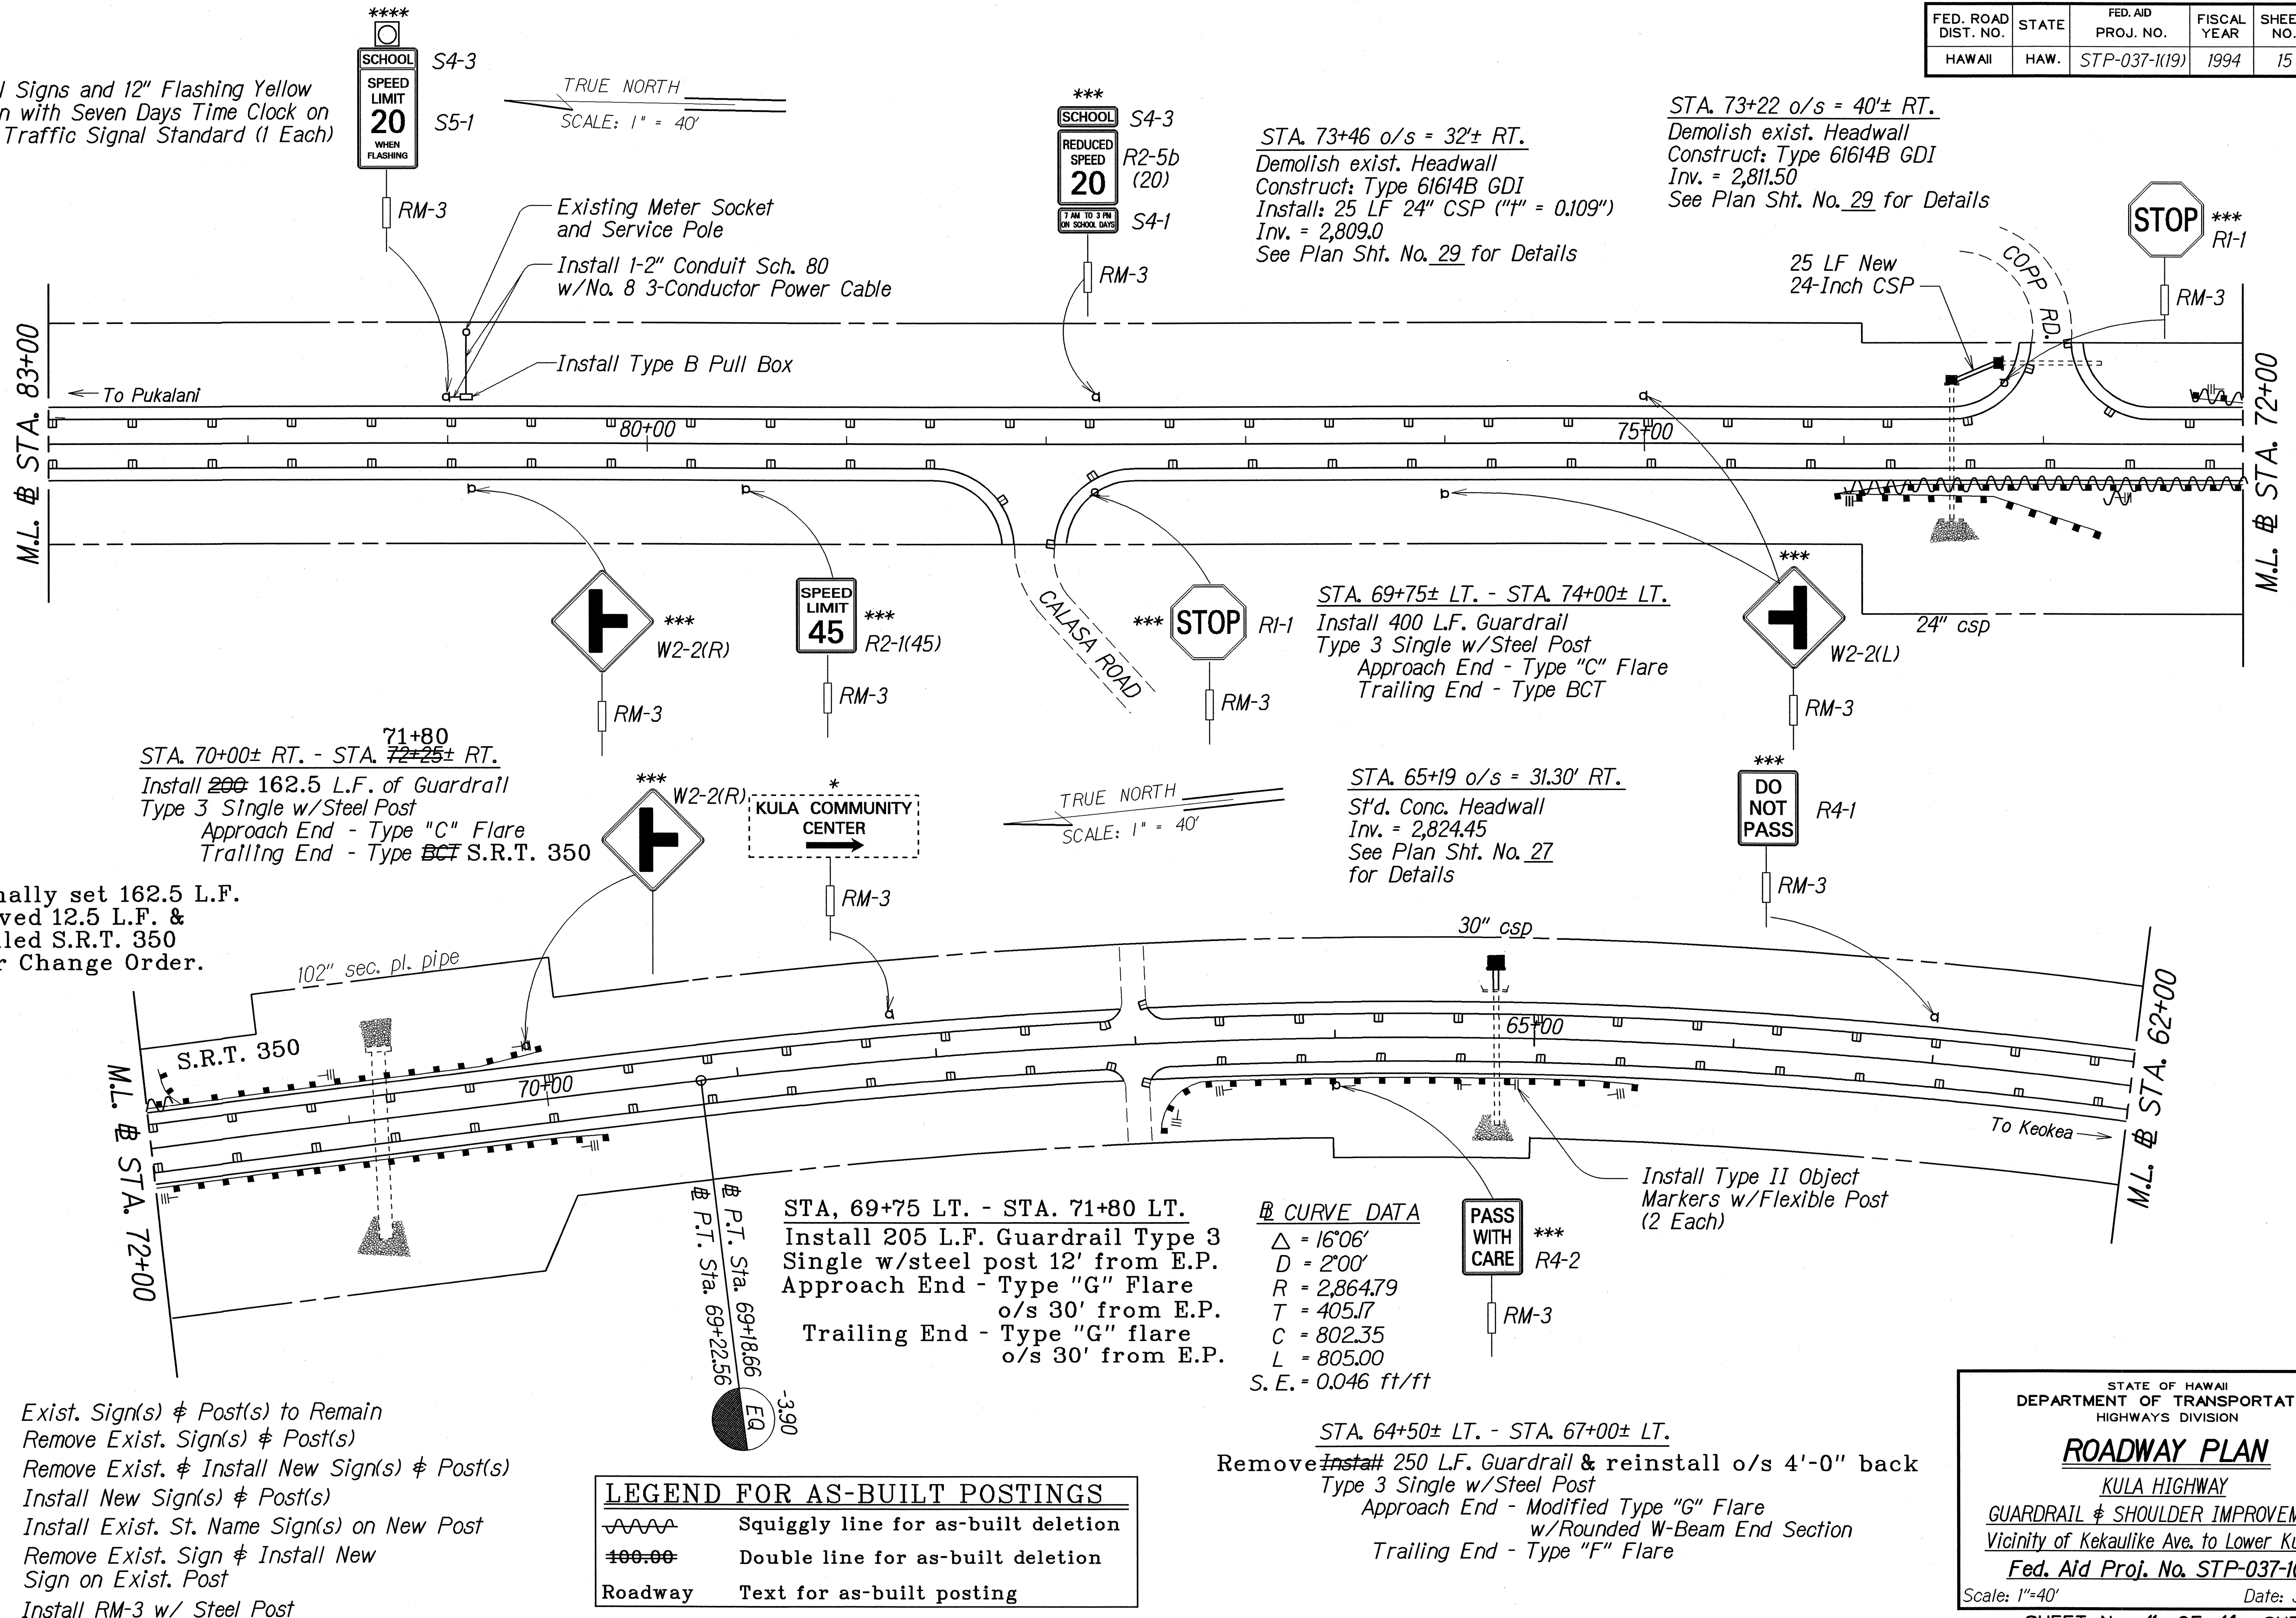 FED. ROAD DIST. NO.
STATE
FED. AID PROJ. NO.
FISCAL YEAR
NO.
HAWAII
HAW.
STP-037-1(19)
1994
15
****
SCHOOL
S4-3
SPEED
LIMIT
20
WHEN
FLASHING
S5-1
RM-3
Signs and 12" Flashing Yellow
with Seven Days Time Clock on
Traffic Signal Standard (1 Each)
TRUE NORTH
SCALE: 1" = 40'
Existing Meter Socket
and Service Pole
Install 1-2" Conduit Sch. 80
w/No. 8 3-Conductor Power Cable
Install Type B Pull Box
***
SCHOOL
S4-3
REDUCED
SPEED
20
R2-5b
(20)
7 AM TO 3 PM
ON SCHOOL DAYS
S4-1
RM-3
STA. 73+46 o/s = 32'± RT.
Demolish exist. Headwall
Construct: Type 61614B GDI
Install: 25 LF 24" CSP ("t" = 0.109")
Inv. = 2,809.0
See Plan Sht. No. 29 for Details
STA. 73+22 o/s = 40'± RT.
Demolish exist. Headwall
Construct: Type 61614B GDI
Inv. = 2,811.50
See Plan Sht. No. 29 for Details
STOP
***
R1-1
RM-3
25 LF New
24-Inch CSP
COPP RD.
M.L. B STA. 83+00
To Pukalani
80+00
75+00
M.L. B STA. 72+00
***
W2-2(R)
RM-3
SPEED
LIMIT
45
***
R2-1(45)
RM-3
CALASA ROAD
***
STOP
R1-1
RM-3
STA. 69+75± LT. - STA. 74+00± LT.
Install 400 L.F. Guardrail
Type 3 Single w/Steel Post
Approach End - Type "C" Flare
Trailing End - Type BCT
***
W2-2(L)
RM-3
24" csp
71+80
STA. 70+00± RT. - STA. 72+25± RT.
Install 200 162.5 L.F. of Guardrail
Type 3 Single w/Steel Post
Approach End - Type "C" Flare
Trailing End - Type BCT S.R.T. 350
set 162.5 L.F.
12.5 L.F. &
S.R.T. 350
Change Order.
***
W2-2(R)
*
KULA COMMUNITY
CENTER
RM-3
TRUE NORTH
SCALE: 1" = 40'
STA. 65+19 o/s = 31.30' RT.
St'd. Conc. Headwall
Inv. = 2,824.45
See Plan Sht. No. 27
for Details
***
DO
NOT
PASS
R4-1
RM-3
102" sec. pl. pipe
30" csp
S.R.T. 350
M.L. B STA. 72+00
70+00
65+00
M.L. B STA. 62+00
To Keokea
B P.T. Sta. 69+18.66
B P.T. Sta. 69+22.56
EQ
-3.90
STA, 69+75 LT. - STA. 71+80 LT.
Install 205 L.F. Guardrail Type 3
Single w/steel post 12' from E.P.
Approach End - Type "G" Flare
o/s 30' from E.P.
Trailing End - Type "G" flare
o/s 30' from E.P.
B CURVE DATA
Δ = 16°06'
D = 2°00'
R = 2,864.79
T = 405.17
C = 802.35
L = 805.00
S.E. = 0.046 ft/ft
PASS
WITH
CARE
***
R4-2
RM-3
Install Type II Object
Markers w/Flexible Post
(2 Each)
STA. 64+50± LT. - STA. 67+00± LT.
Remove Install 250 L.F. Guardrail & reinstall o/s 4'-0" back
Type 3 Single w/Steel Post
Approach End - Modified Type "G" Flare
w/Rounded W-Beam End Section
Trailing End - Type "F" Flare
Exist. Sign(s) & Post(s) to Remain
Remove Exist. Sign(s) & Post(s)
Remove Exist. & Install New Sign(s) & Post(s)
Install New Sign(s) & Post(s)
Install Exist. St. Name Sign(s) on New Post
Remove Exist. Sign & Install New
Sign on Exist. Post
Install RM-3 w/ Steel Post
LEGEND FOR AS-BUILT POSTINGS
Squiggly line for as-built deletion
100.00 Double line for as-built deletion
Roadway Text for as-built posting
STATE OF HAWAII
DEPARTMENT OF
HIGHWAYS DIVISION
ROADWAY PLAN
KULA HIGHWAY
GUARDRAIL & SHOULDER
Vicinity of Kekaulike Ave. to Lower
Fed. Aid Proj. No. STP-037-1
Scale: 1"=40'
Date: